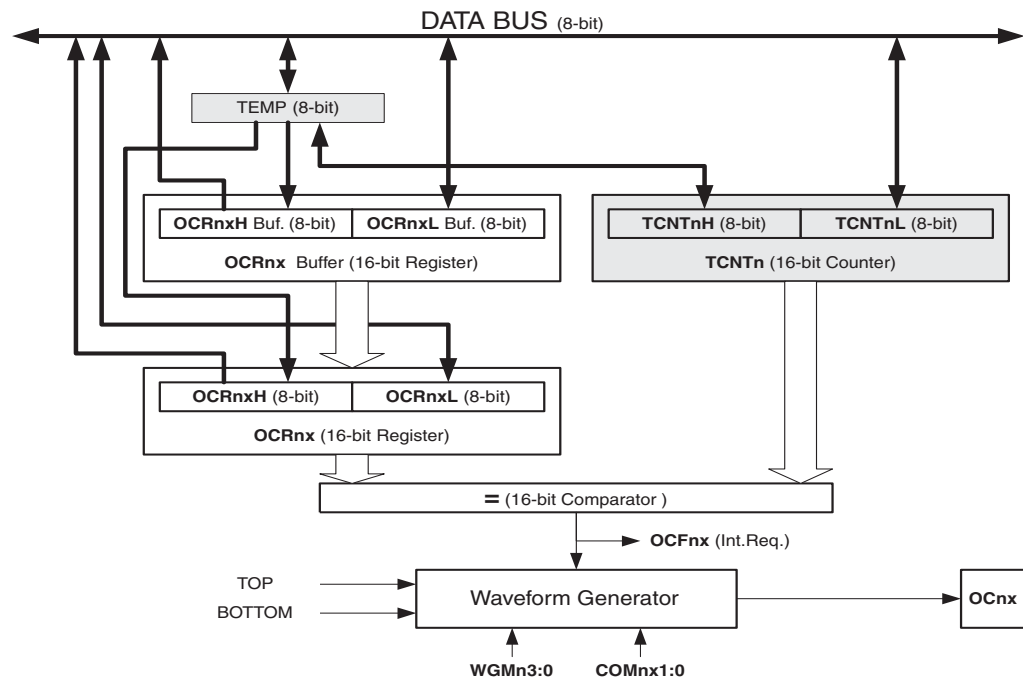 DATA BUS (8-bit)
TEMP (8-bit)
OCRnxH Buf. (8-bit)
OCRnxL Buf. (8-bit)
OCRnx Buffer (16-bit Register)
TCNTnH (8-bit)
TCNTnL (8-bit)
TCNTn (16-bit Counter)
OCRnxH (8-bit)
OCRnxL (8-bit)
OCRnx (16-bit Register)
= (16-bit Comparator )
OCFnx (Int.Req.)
TOP
BOTTOM
Waveform Generator
OCnx
WGMn3:0
COMnx1:0